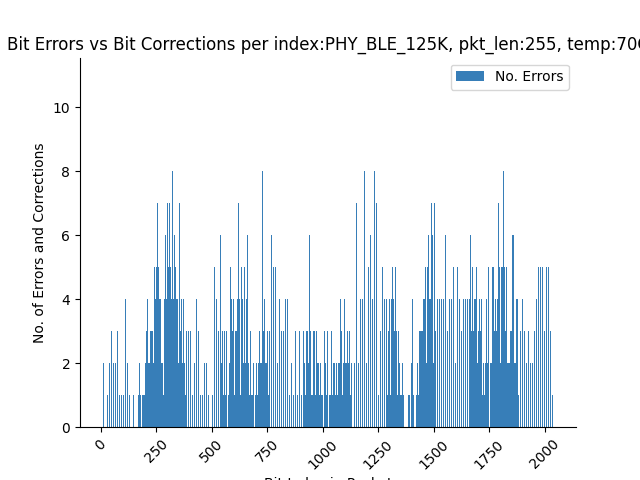 Bit Errors vs Bit Corrections per index:PHY_BLE_125K, pkt_len:255, temp:70
No. Errors
No. of Errors and Corrections
10
8
6
4
2
0
0 250 500 750 1000 1250 1500 1750 2000